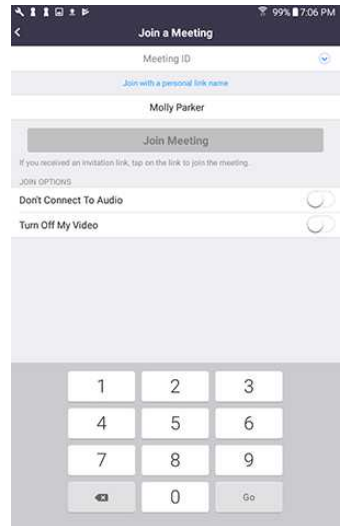 99% 7:06 PM
Join a Meeting
Meeting ID
Join with a personal link name
Molly Parker
Join Meeting
If you received an invitation link, tap on the link to join the meeting.
JOIN OPTIONS
Don't Connect To Audio
Turn Off My Video
1 2 3
4 5 6
7 8 9
0 Go